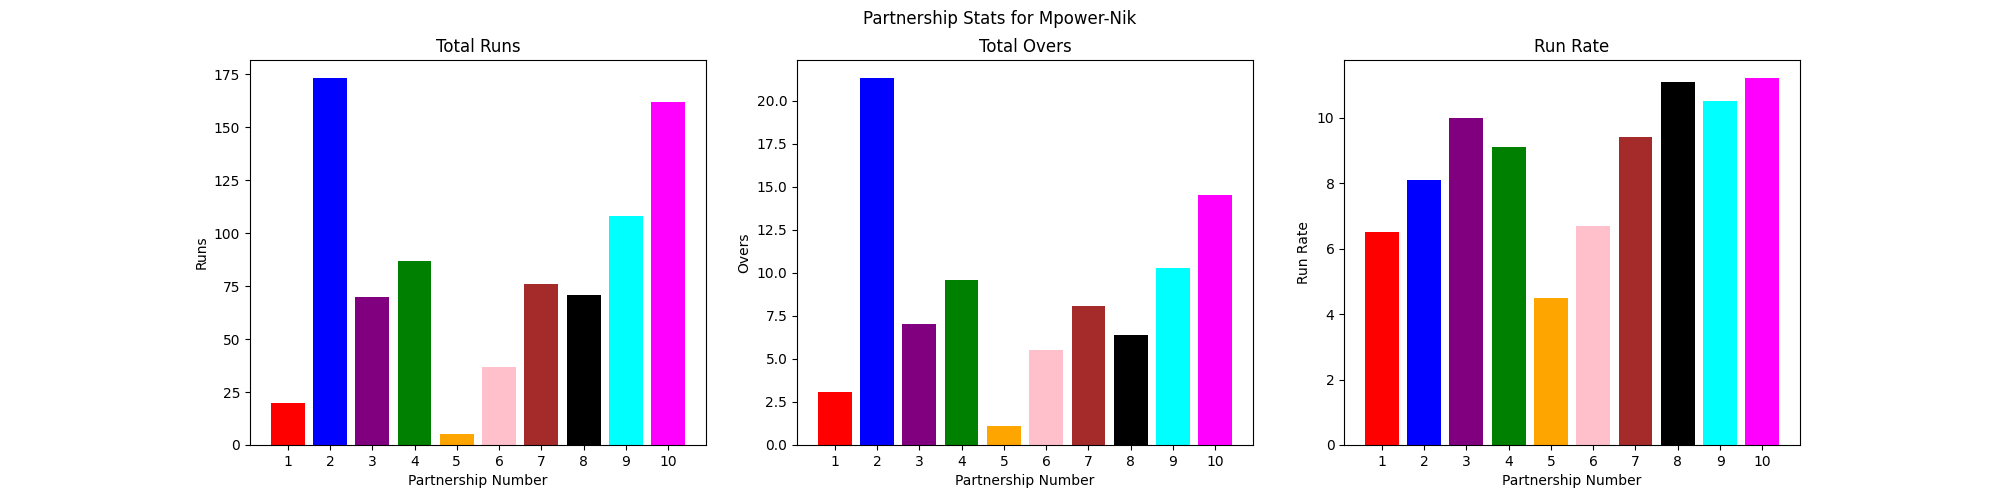 Partnership Stats for Mpower-Nik
Total Runs
175
150
125
100
75
50
25
0
Runs
1 2 3 4 5 6 7 8 9 10
Partnership Number
Total Overs
20.0
17.5
15.0
12.5
10.0
7.5
5.0
2.5
0.0
Overs
1 2 3 4 5 6 7 8 9 10
Partnership Number
Run Rate
10
8
6
4
2
0
Run Rate
1 2 3 4 5 6 7 8 9 10
Partnership Number